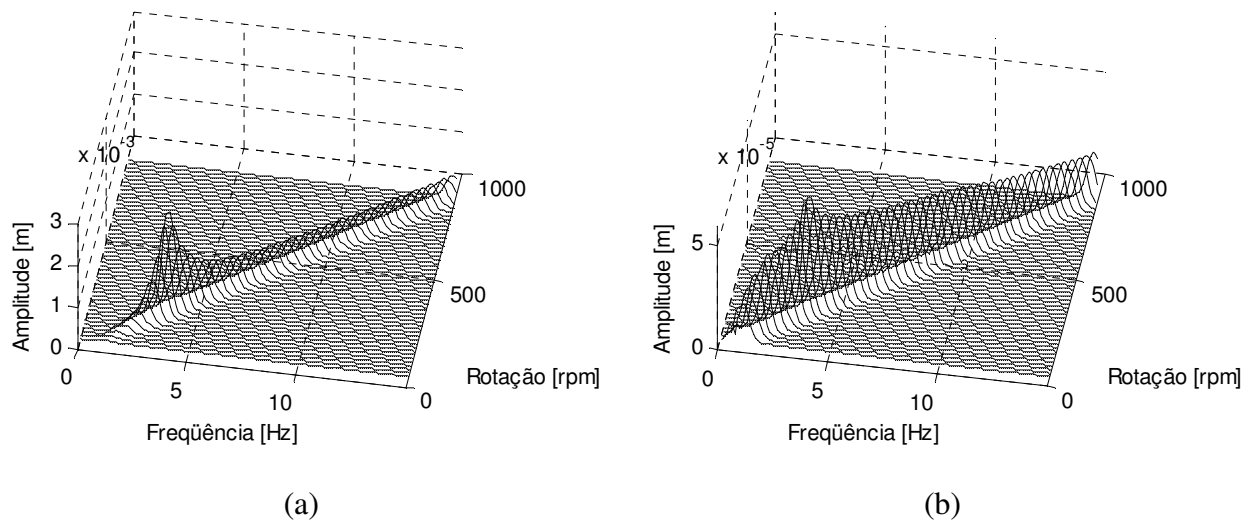 x 10-3
3
2
1
0
Amplitude [m]
0
5
10
Freqüência [Hz]
0
500
1000
Rotação [rpm]
(a)
x 10-5
5
0
Amplitude [m]
0
5
10
Freqüência [Hz]
0
500
1000
Rotação [rpm]
(b)